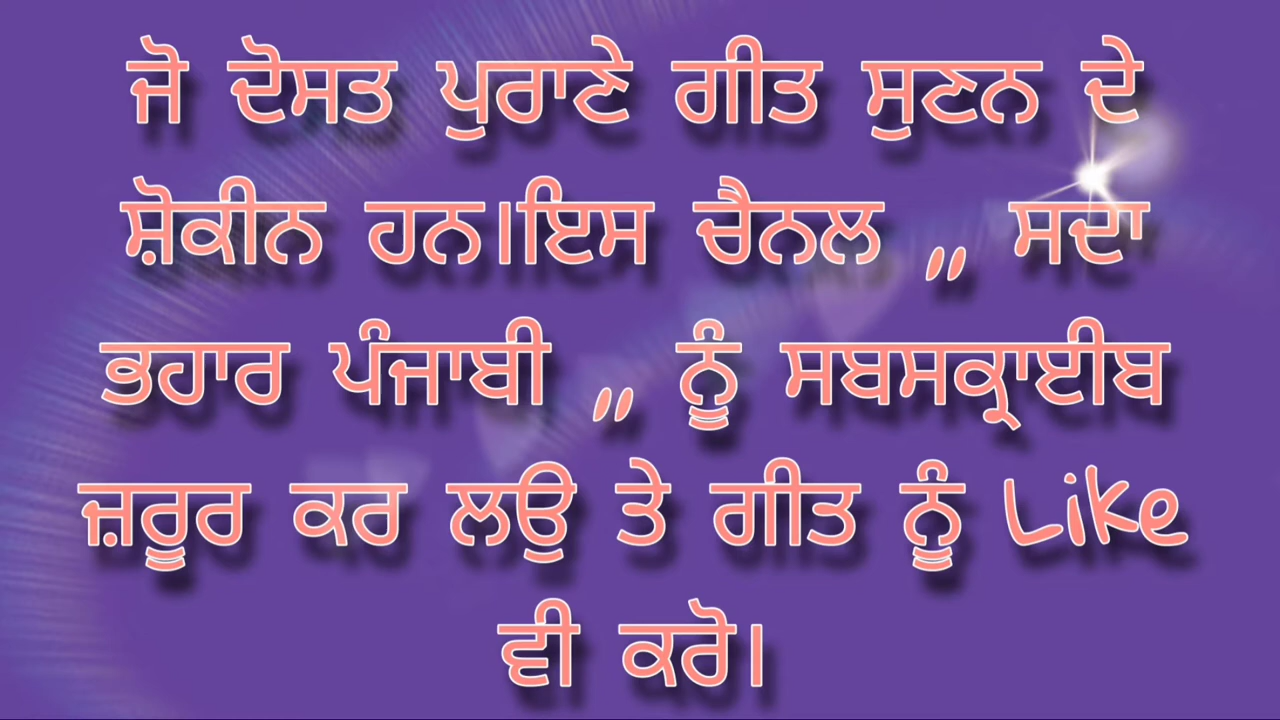 ਜੋ ਦੋਸਤ ਪੁਰਾਣੇ ਗੀਤ ਸੁਣਨ ਦੇ
ਸ਼ੋਕੀਨ ਹਨ।ਇਸ ਚੈਨਲ ,, ਸਦਾ
ਭਹਾਰ ਪੰਜਾਬੀ ,, ਨੂੰ ਸਬਸਕ੍ਰਾਈਬ
ਜ਼ਰੂਰ ਕਰ ਲਉ ਤੇ ਗੀਤ ਨੂੰ Like
ਵੀ ਕਰੋ।